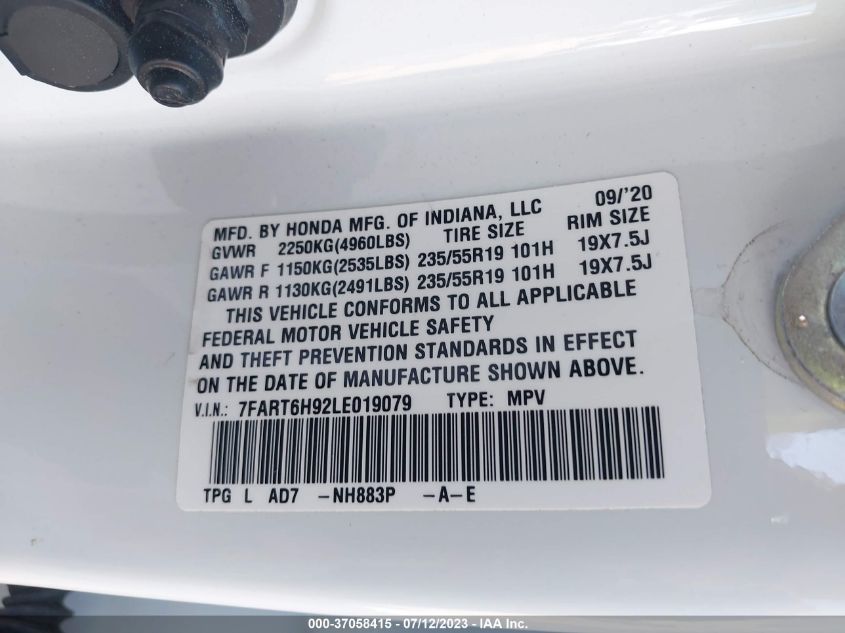 09/'20
MFD. BY HONDA MFG. OF INDIANA, LLC
GVWR 2250KG(4960LBS) TIRE SIZE RIM SIZE
GAWR F 1150KG(2535LBS) 235/55R19 101H 19X7.5J
GAWR R 1130KG(2491LBS) 235/55R19 101H 19X7.5J
THIS VEHICLE CONFORMS TO ALL APPLICABLE
FEDERAL MOTOR VEHICLE SAFETY
AND THEFT PREVENTION STANDARDS IN EFFECT
ON THE DATE OF MANUFACTURE SHOWN ABOVE.
V.I.N.: 7FART6H92LE019079 TYPE: MPV
TPG L AD7 -NH883P -A-E
000-37058415 - 07/12/2023 - IAA Inc.